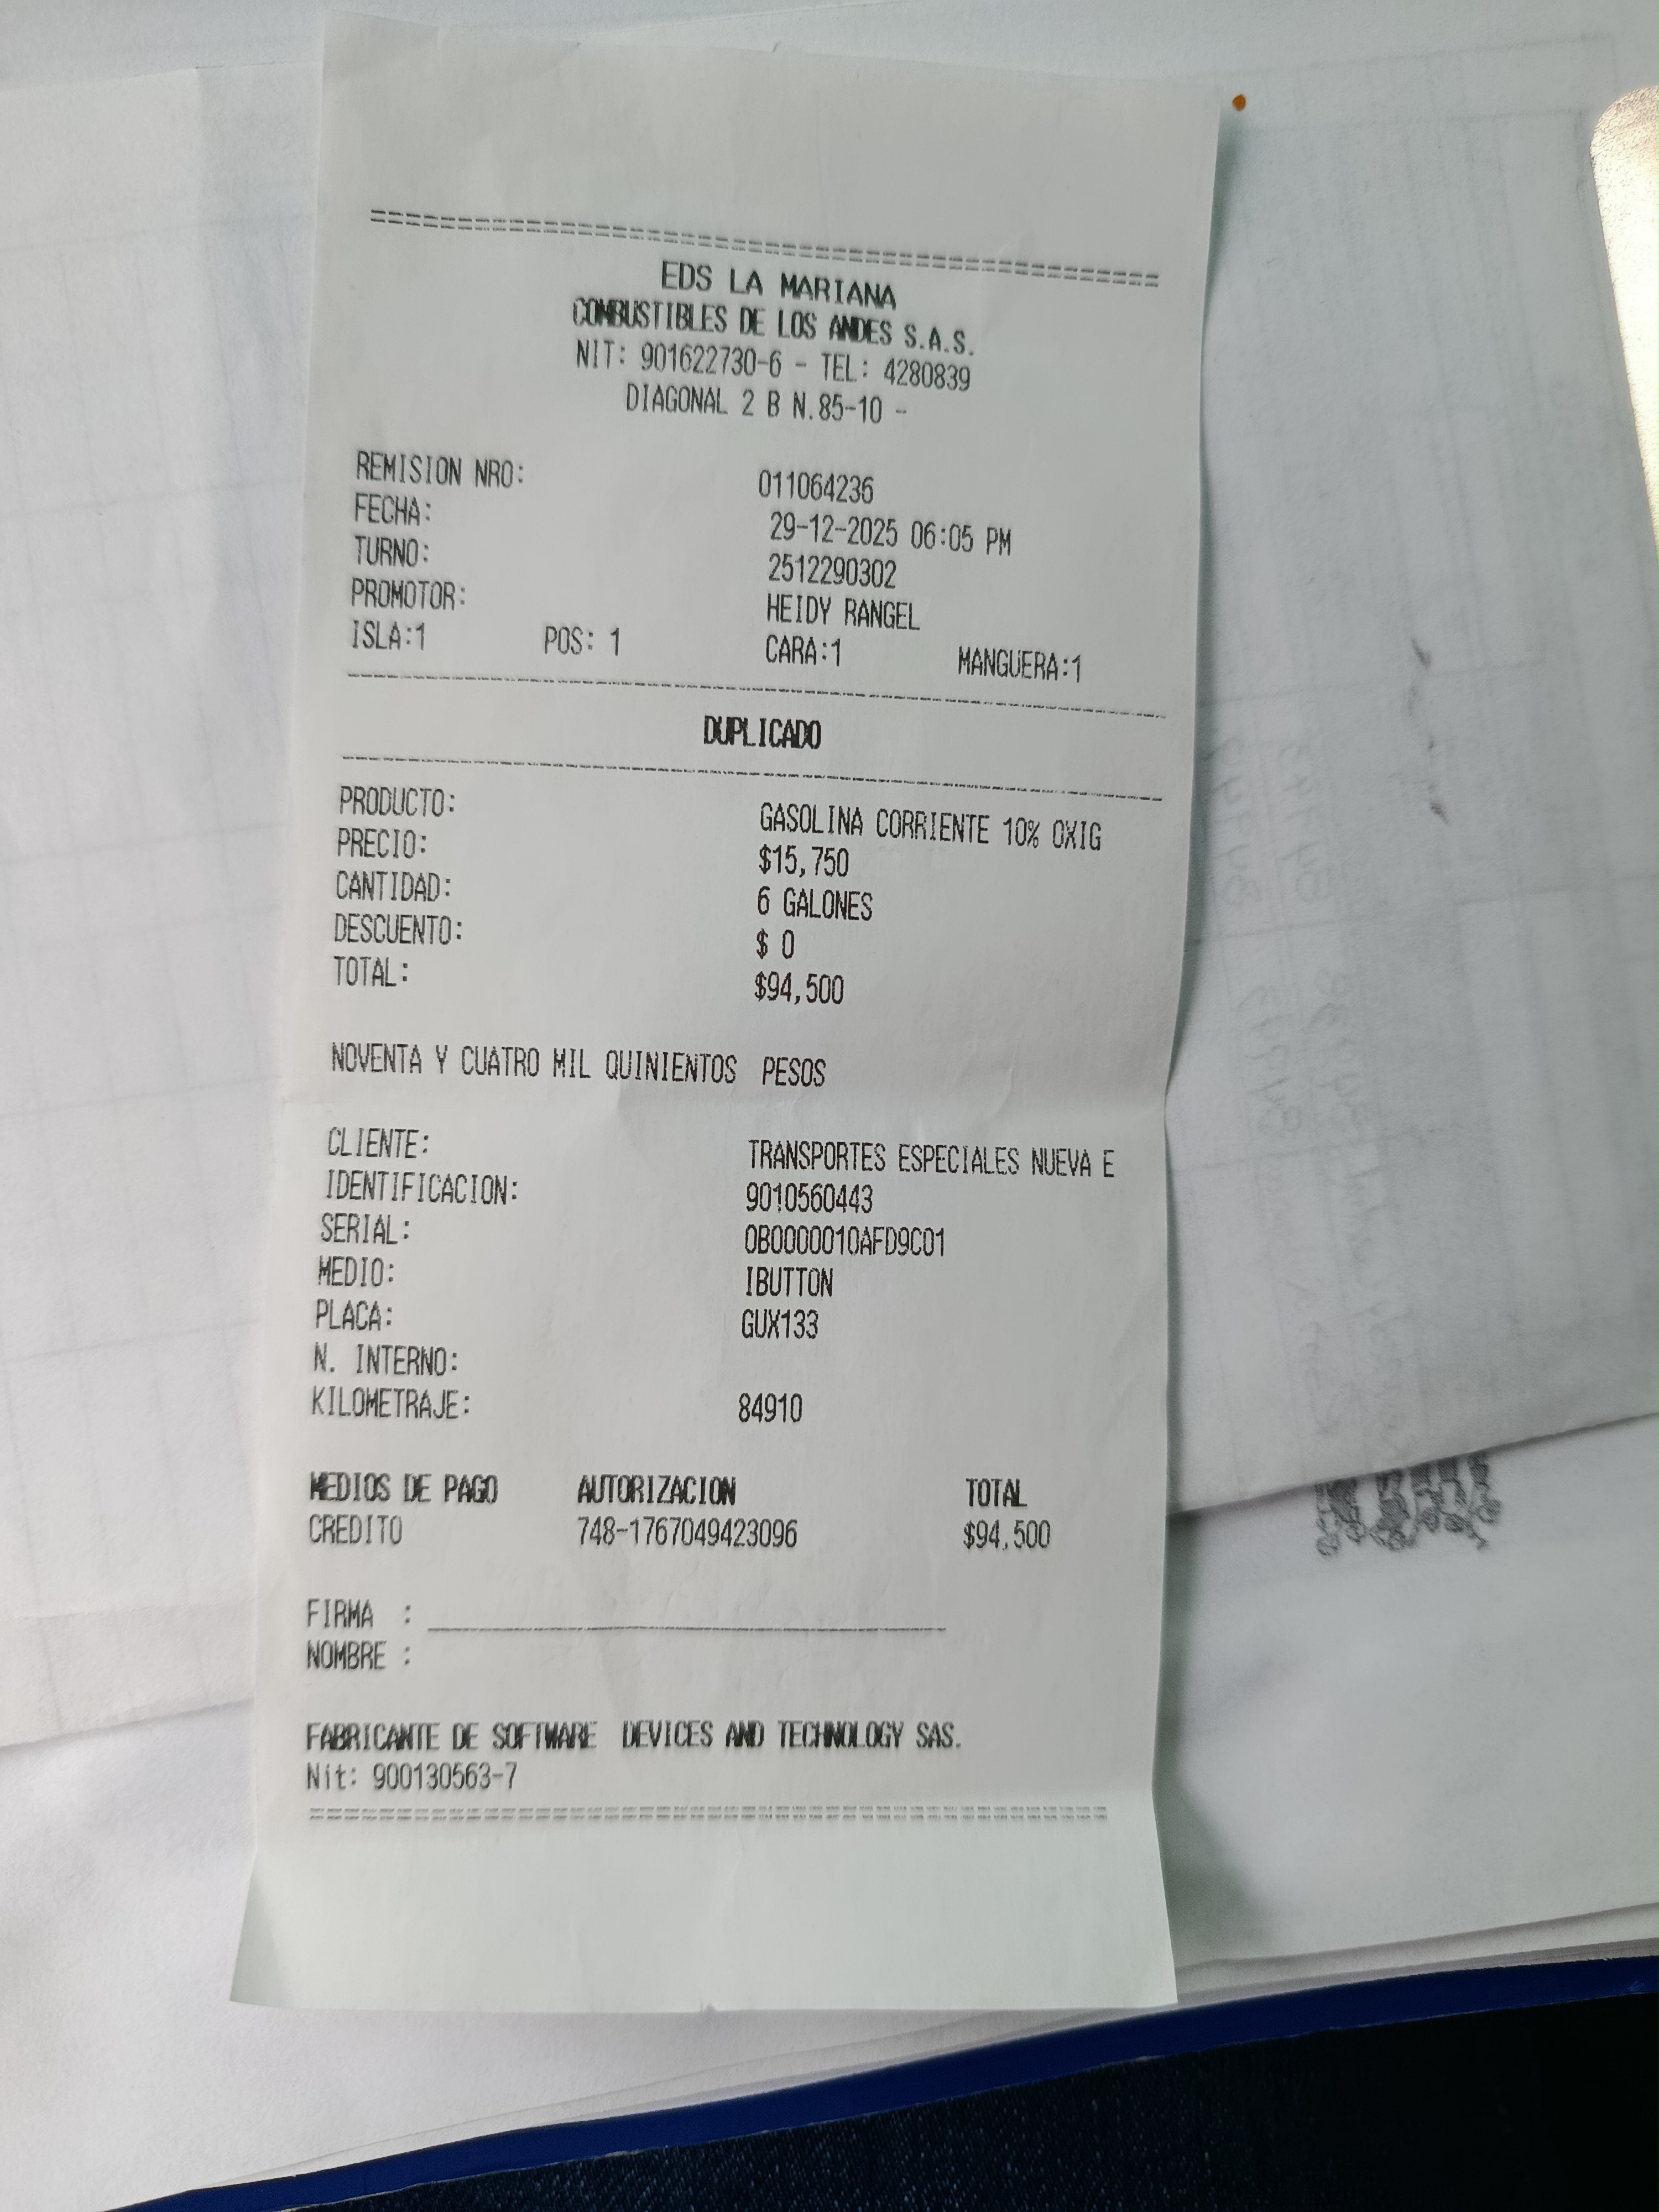 ================================================
EDS LA MARIANA
COMBUSTIBLES DE LOS ANDES S.A.S.
NIT: 901622730-6 - TEL: 4280839
DIAGONAL 2 B N.85-10 -
REMISION NRO: 011064236
FECHA: 29-12-2025 06:05 PM
TURNO: 2512290302
PROMOTOR: HEIDY RANGEL
ISLA:1 POS: 1 CARA:1 MANGUERA:1
DUPLICADO
PRODUCTO: GASOLINA CORRIENTE 10% OXIG
PRECIO: $15,750
CANTIDAD: 6 GALONES
DESCUENTO: $ 0
TOTAL: $94,500
NOVENTA Y CUATRO MIL QUINIENTOS PESOS
CLIENTE: TRANSPORTES ESPECIALES NUEVA E
IDENTIFICACION: 9010560443
SERIAL: 0B0000010AFD9C01
MEDIO: IBUTTON
PLACA: GUX133
N. INTERNO:
KILOMETRAJE: 84910
MEDIOS DE PAGO AUTORIZACION TOTAL
CREDITO 748-1767049423096 $94,500
FIRMA :
NOMBRE :
FABRICANTE DE SOFTWARE DEVICES AND TECHNOLOGY SAS.
Nit: 900130563-7
================================================